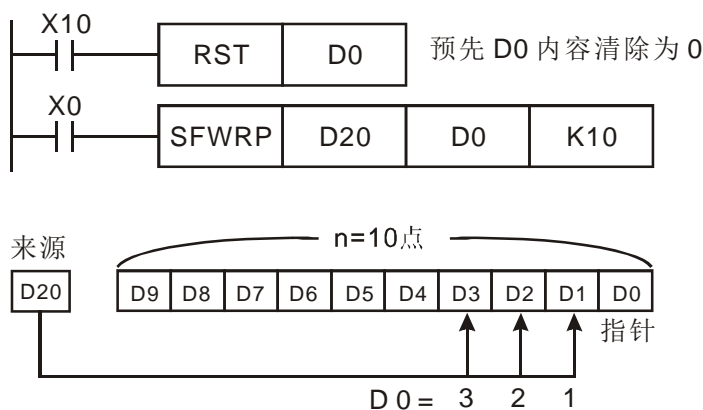 X10
RST D0 预先 D0 内容清除为 0
X0
SFWRP D20 D0 K10
来源 n=10点
D20 D9 D8 D7 D6 D5 D4 D3 D2 D1 D0
指针
D 0 = 3 2 1